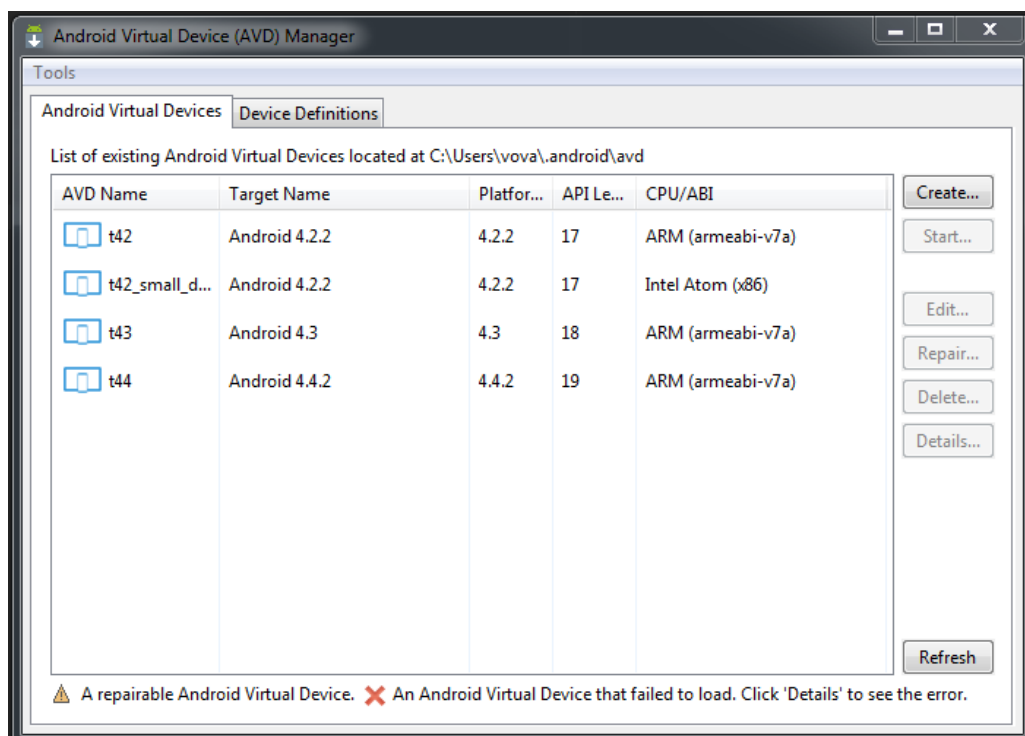 Android Virtual Device (AVD) Manager
Tools
Android Virtual Devices Device Definitions
List of existing Android Virtual Devices located at C:\Users\vova\.android\avd
AVD Name Target Name Platfor... API Le... CPU/ABI
t42 Android 4.2.2 4.2.2 17 ARM (armeabi-v7a)
t42_small_d... Android 4.2.2 4.2.2 17 Intel Atom (x86)
t43 Android 4.3 4.3 18 ARM (armeabi-v7a)
t44 Android 4.4.2 4.4.2 19 ARM (armeabi-v7a)
Create...
Start...
Edit...
Repair...
Delete...
Details...
Refresh
A repairable Android Virtual Device. An Android Virtual Device that failed to load. Click 'Details' to see the error.